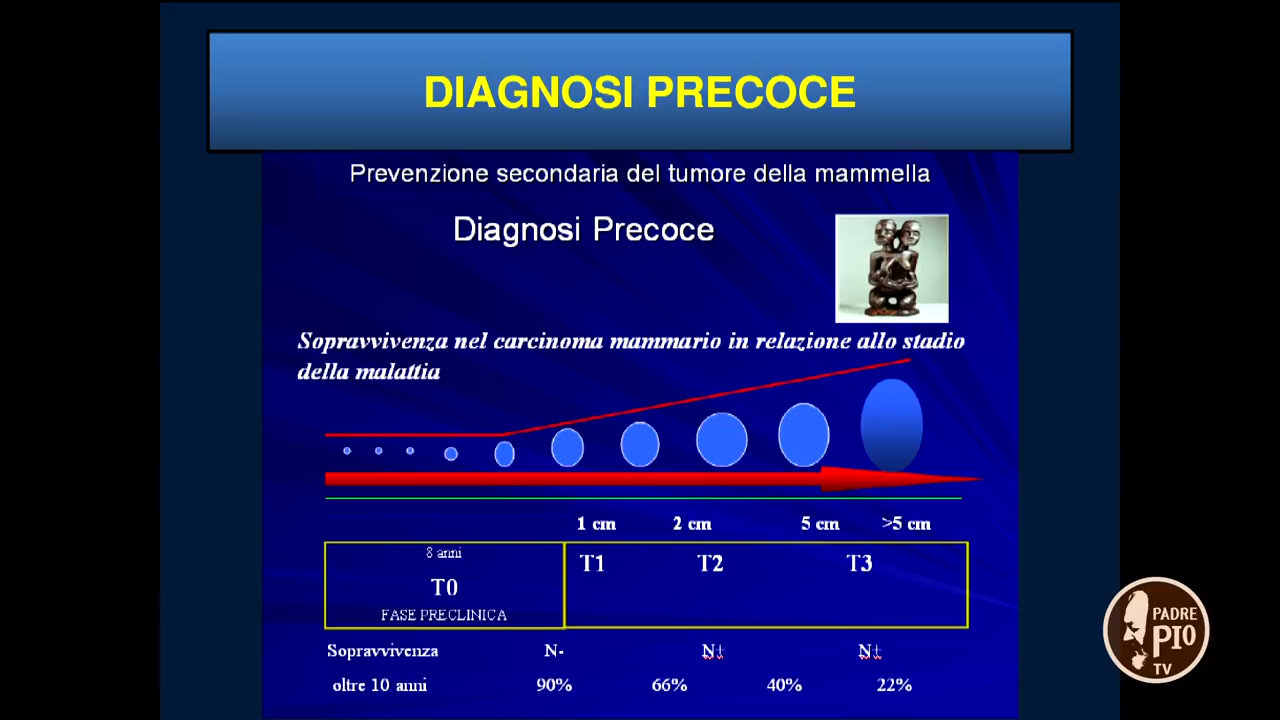 DIAGNOSI PRECOCE
Prevenzione secondaria del tumore della mammella
Diagnosi Precoce
Sopravvivenza nel carcinoma mammario in relazione allo stadio
della malattia
1 cm 2 cm 5 cm >5 cm
8 anni
T0
FASE PRECLINICA
T1 T2 T3
Sopravvivenza N- N± N±
oltre 10 anni 90% 66% 40% 22%
PADRE
PIO
TV